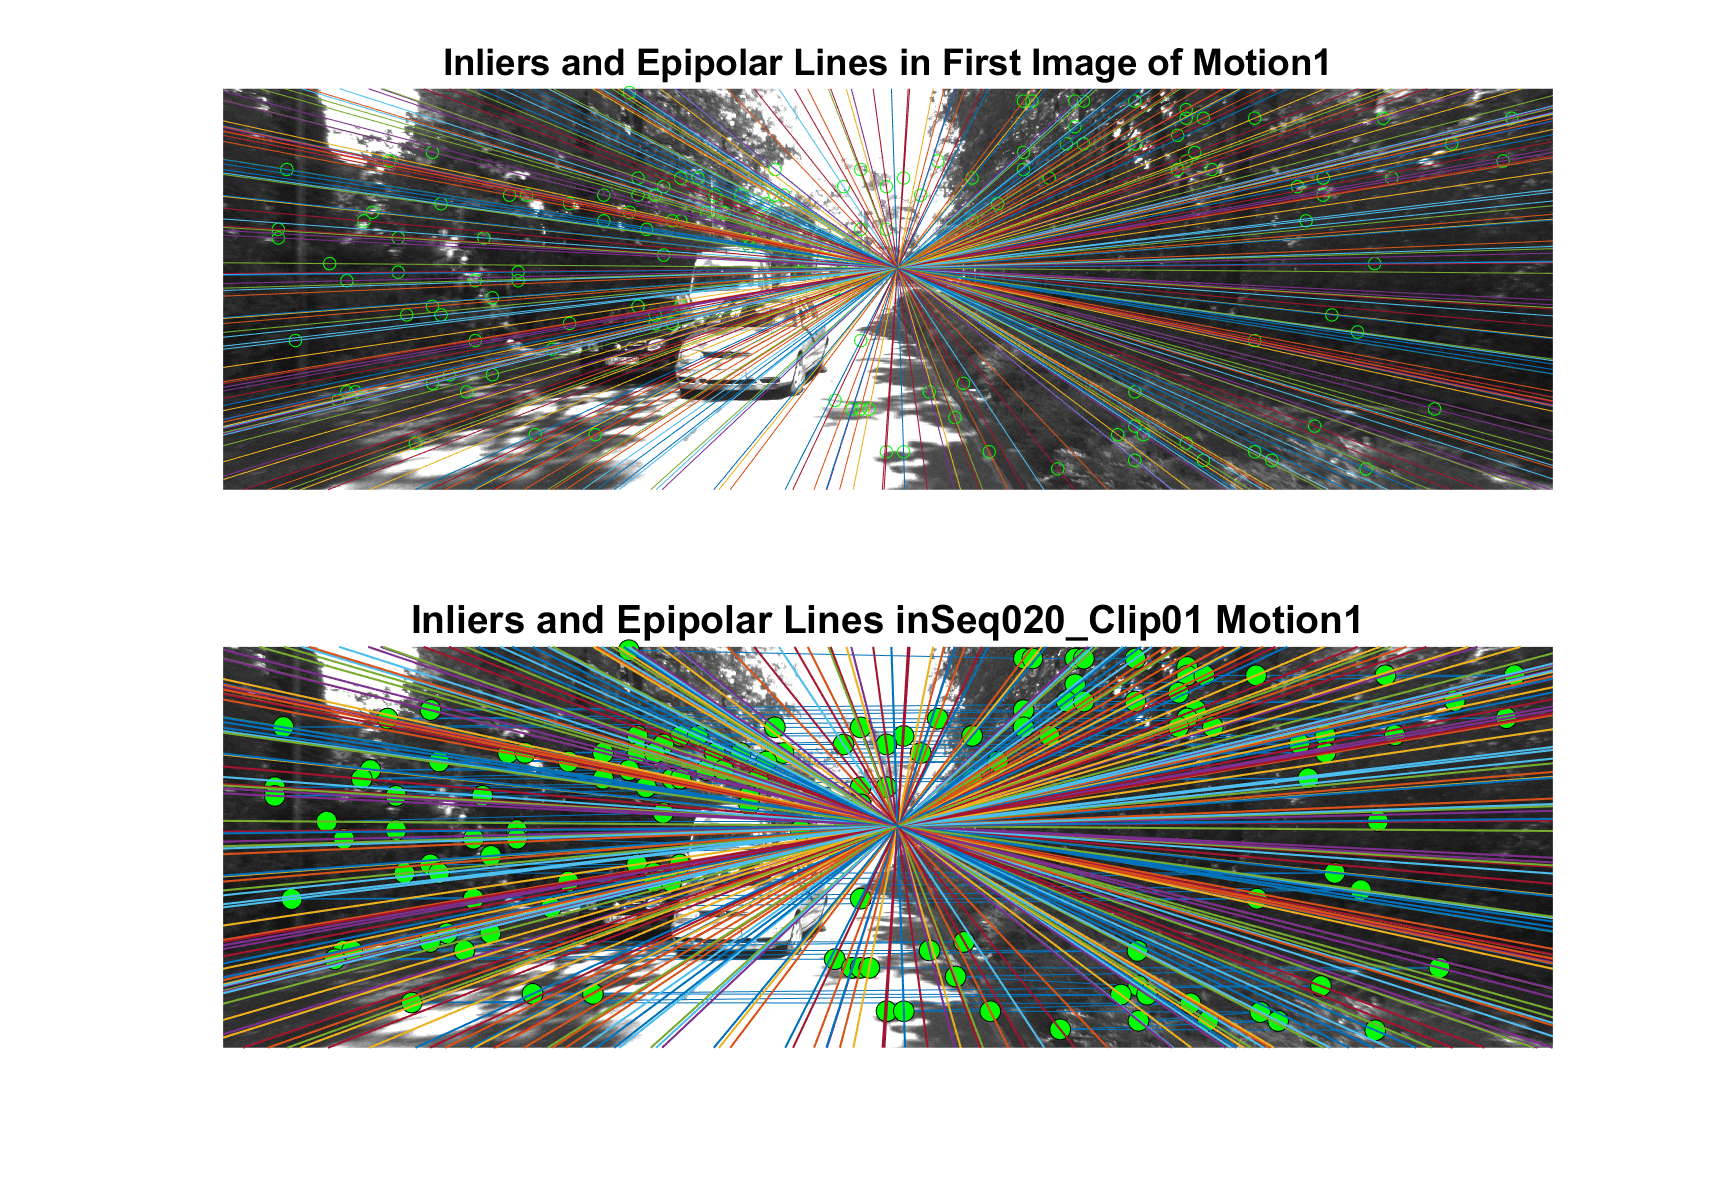 Inliers and Epipolar Lines in First Image of Motion1
Inliers and Epipolar Lines inSeq020_Clip01 Motion1